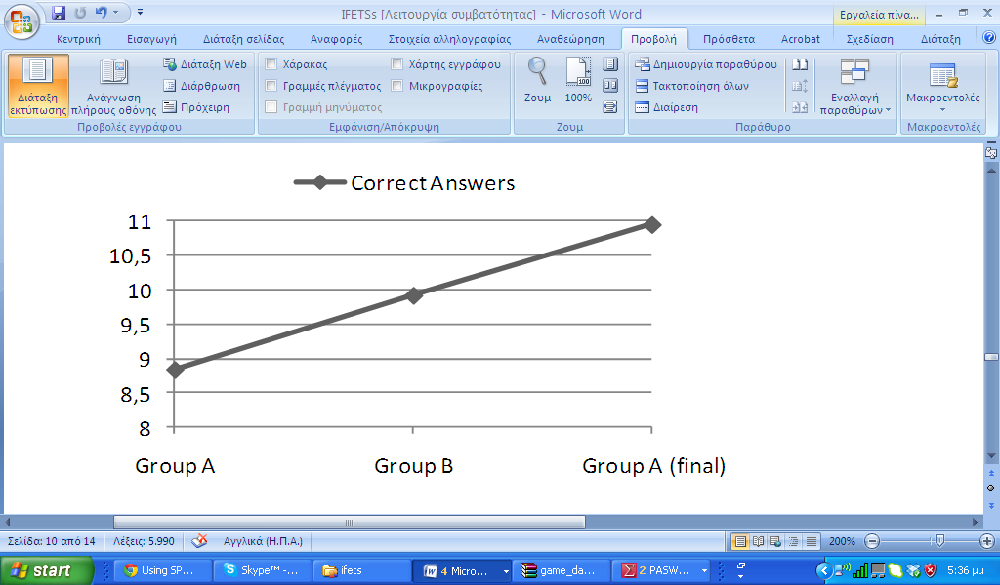 IFETSs [Λειτουργία συμβατότητας] - Microsoft Word
Εργαλεία πίνα...
Κεντρική Εισαγωγή Διάταξη σελίδας Αναφορές Στοιχεία αλληλογραφίας Αναθεώρηση Προβολή Πρόσθετα Acrobat Σχεδίαση Διάταξη
Διάταξη εκτύπωσης
Ανάγνωση πλήρους οθόνης
Διάταξη Web
Διάρθρωση
Πρόχειρη
Προβολές εγγράφου
Χάρακας
Γραμμές πλέγματος
Γραμμή μηνύματος
Χάρτης εγγράφου
Μικρογραφίες
Εμφάνιση/Απόκρυψη
Ζουμ
100%
Ζουμ
Δημιουργία παραθύρου
Τακτοποίηση όλων
Διαίρεση
Εναλλαγή παραθύρων
Παράθυρο
Μακροεντολές
Μακροεντολές
Correct Answers
11
10,5
10
9,5
9
8,5
8
Group A Group B Group A (final)
Σελίδα: 10 από 14 Λέξεις: 5.990 Αγγλικά (Η.Π.Α.) 200%
start Using SP... Skype™ -... ifets 4 Micro... game_da... 2 PASW... 5:36 μμ